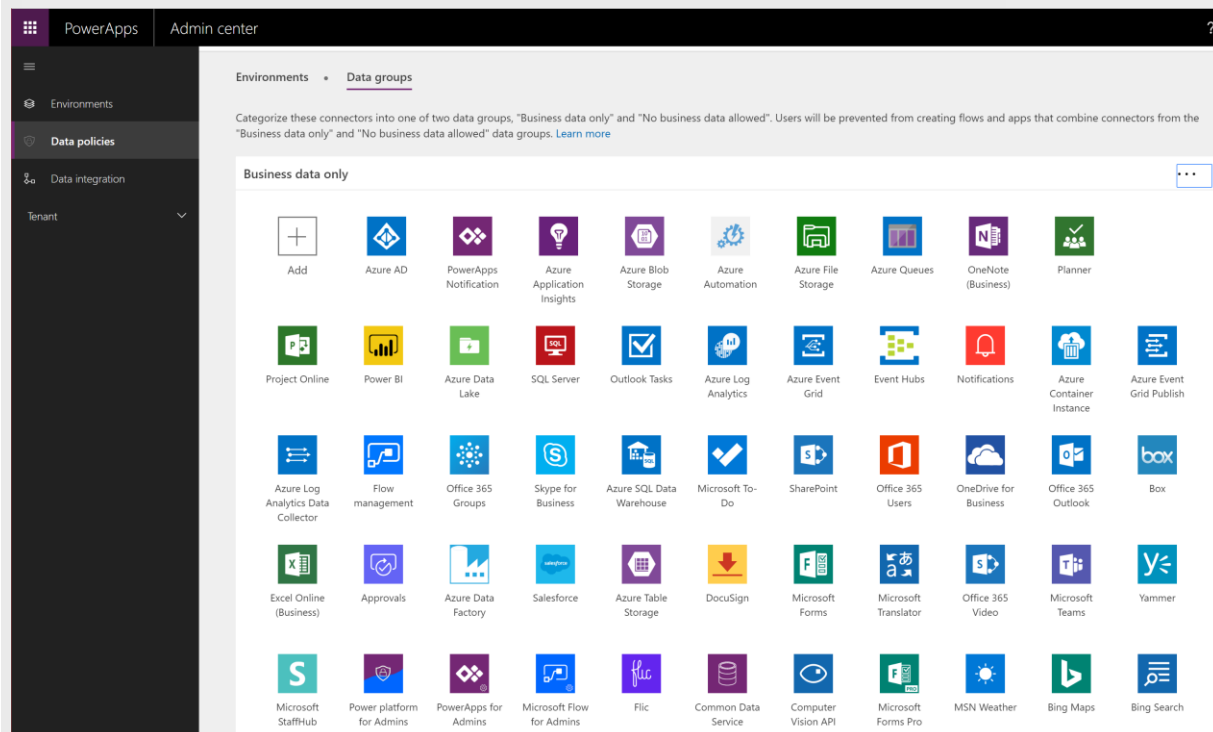 PowerApps
Admin center
?
Environments
Data policies
Data integration
Tenant
Environments
Data groups
Categorize these connectors into one of two data groups, "Business data only" and "No business data allowed". Users will be prevented from creating flows and apps that combine connectors from the
"Business data only" and "No business data allowed" data groups. Learn more
Business data only
...
Add
Azure AD
PowerApps
Notification
Azure
Application
Insights
Azure Blob
Storage
Azure
Automation
Azure File
Storage
Azure Queues
N
OneNote
(Business)
Planner
P
Project Online
Power BI
Azure Data
Lake
SQL
SQL Server
Outlook Tasks
Azure Log
Analytics
Azure Event
Grid
Event Hubs
Notifications
Azure
Container
Instance
Azure Event
Grid Publish
Azure Log
Analytics Data
Collector
Flow
management
Office 365
Groups
S
Skype for
Business
SQL
Azure SQL Data
Warehouse
Microsoft To-
Do
S
SharePoint
Office 365
Users
OneDrive for
Business
O
Office 365
Outlook
box
Box
X
Excel Online
(Business)
Approvals
Azure Data
Factory
salesforce
Salesforce
Azure Table
Storage
DocuSign
F
Microsoft
Forms
あ
a
Microsoft
Translator
S
Office 365
Video
T
Microsoft
Teams
Yammer
S
Microsoft
StaffHub
Power platform
for Admins
PowerApps for
Admins
Microsoft Flow
for Admins
flic
Flic
Common Data
Service
Computer
Vision API
F
PRO
Microsoft
Forms Pro
MSN Weather
Bing Maps
Bing Search